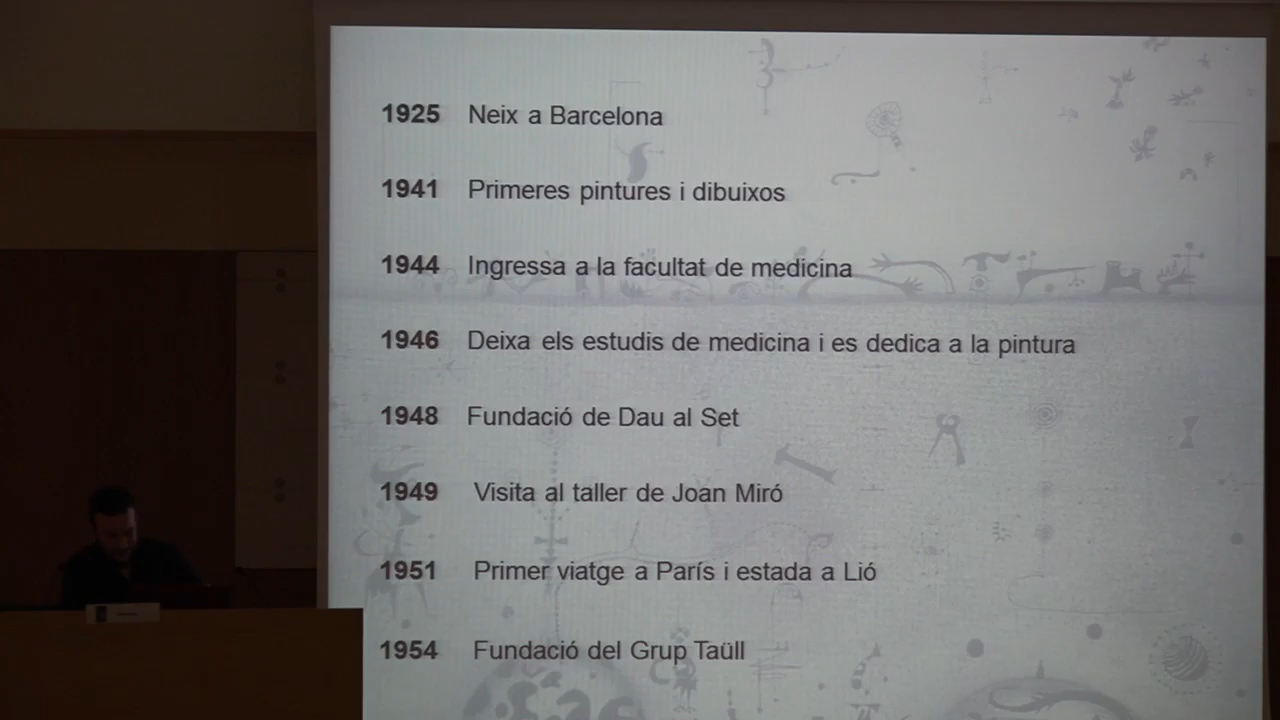 1925 Neix a Barcelona
1941 Primeres pintures i dibuixos
1944 Ingressa a la facultat de medicina
1946 Deixa els estudis de medicina i es dedica a la pintura
1948 Fundació de Dau al Set
1949 Visita al taller de Joan Miró
1951 Primer viatge a París i estada a Lió
1954 Fundació del Grup Taüll